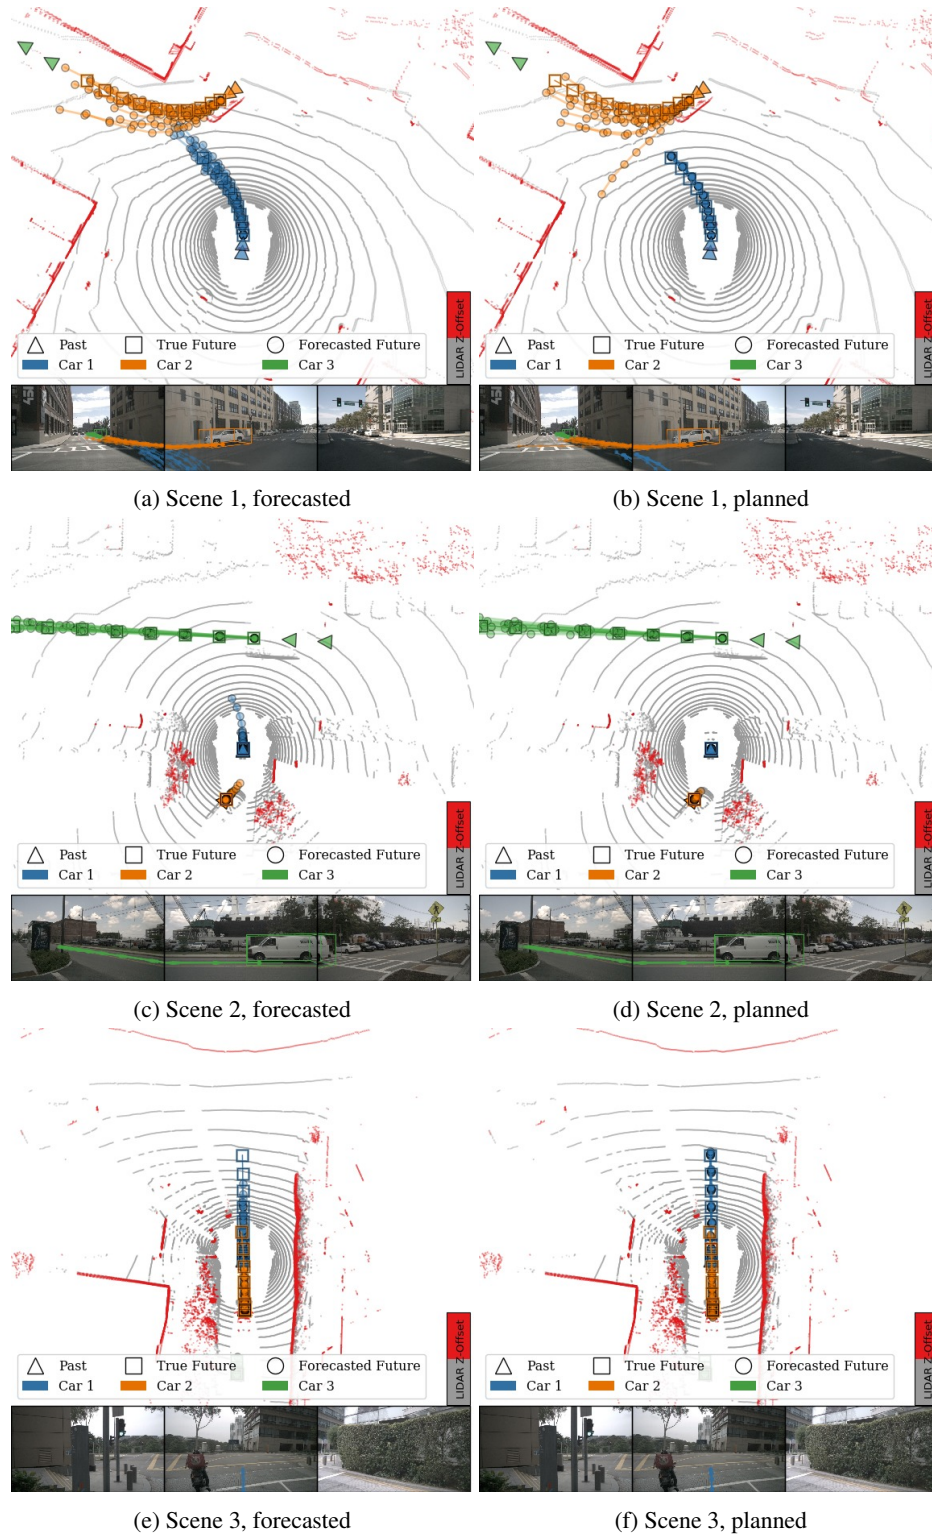 LIDAR Z-Offset
Past True Future Forecasted Future
Car 1 Car 2 Car 3
LIDAR Z-Offset
Past True Future Forecasted Future
Car 1 Car 2 Car 3
(a) Scene 1, forecasted
(b) Scene 1, planned
LIDAR Z-Offset
Past True Future Forecasted Future
Car 1 Car 2 Car 3
LIDAR Z-Offset
Past True Future Forecasted Future
Car 1 Car 2 Car 3
(c) Scene 2, forecasted
(d) Scene 2, planned
LIDAR Z-Offset
Past True Future Forecasted Future
Car 1 Car 2 Car 3
LIDAR Z-Offset
Past True Future Forecasted Future
Car 1 Car 2 Car 3
(e) Scene 3, forecasted
(f) Scene 3, planned